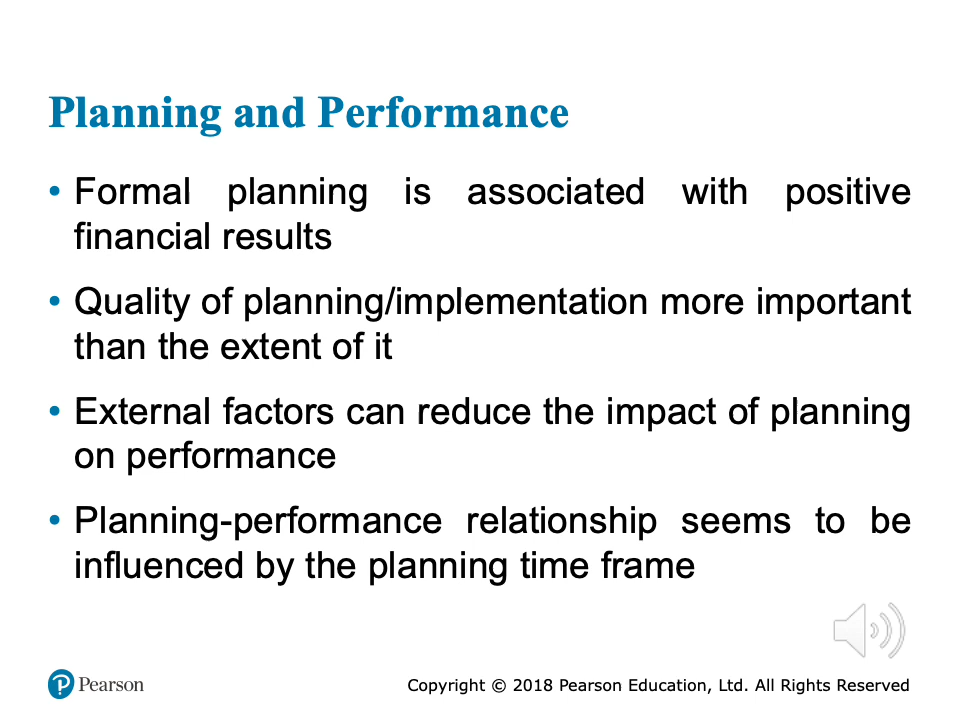 Planning and Performance
• Formal planning is associated with positive
financial results
• Quality of planning/implementation more important
than the extent of it
• External factors can reduce the impact of planning
on performance
• Planning-performance relationship seems to be
influenced by the planning time frame
P Pearson
Copyright © 2018 Pearson Education, Ltd. All Rights Reserved